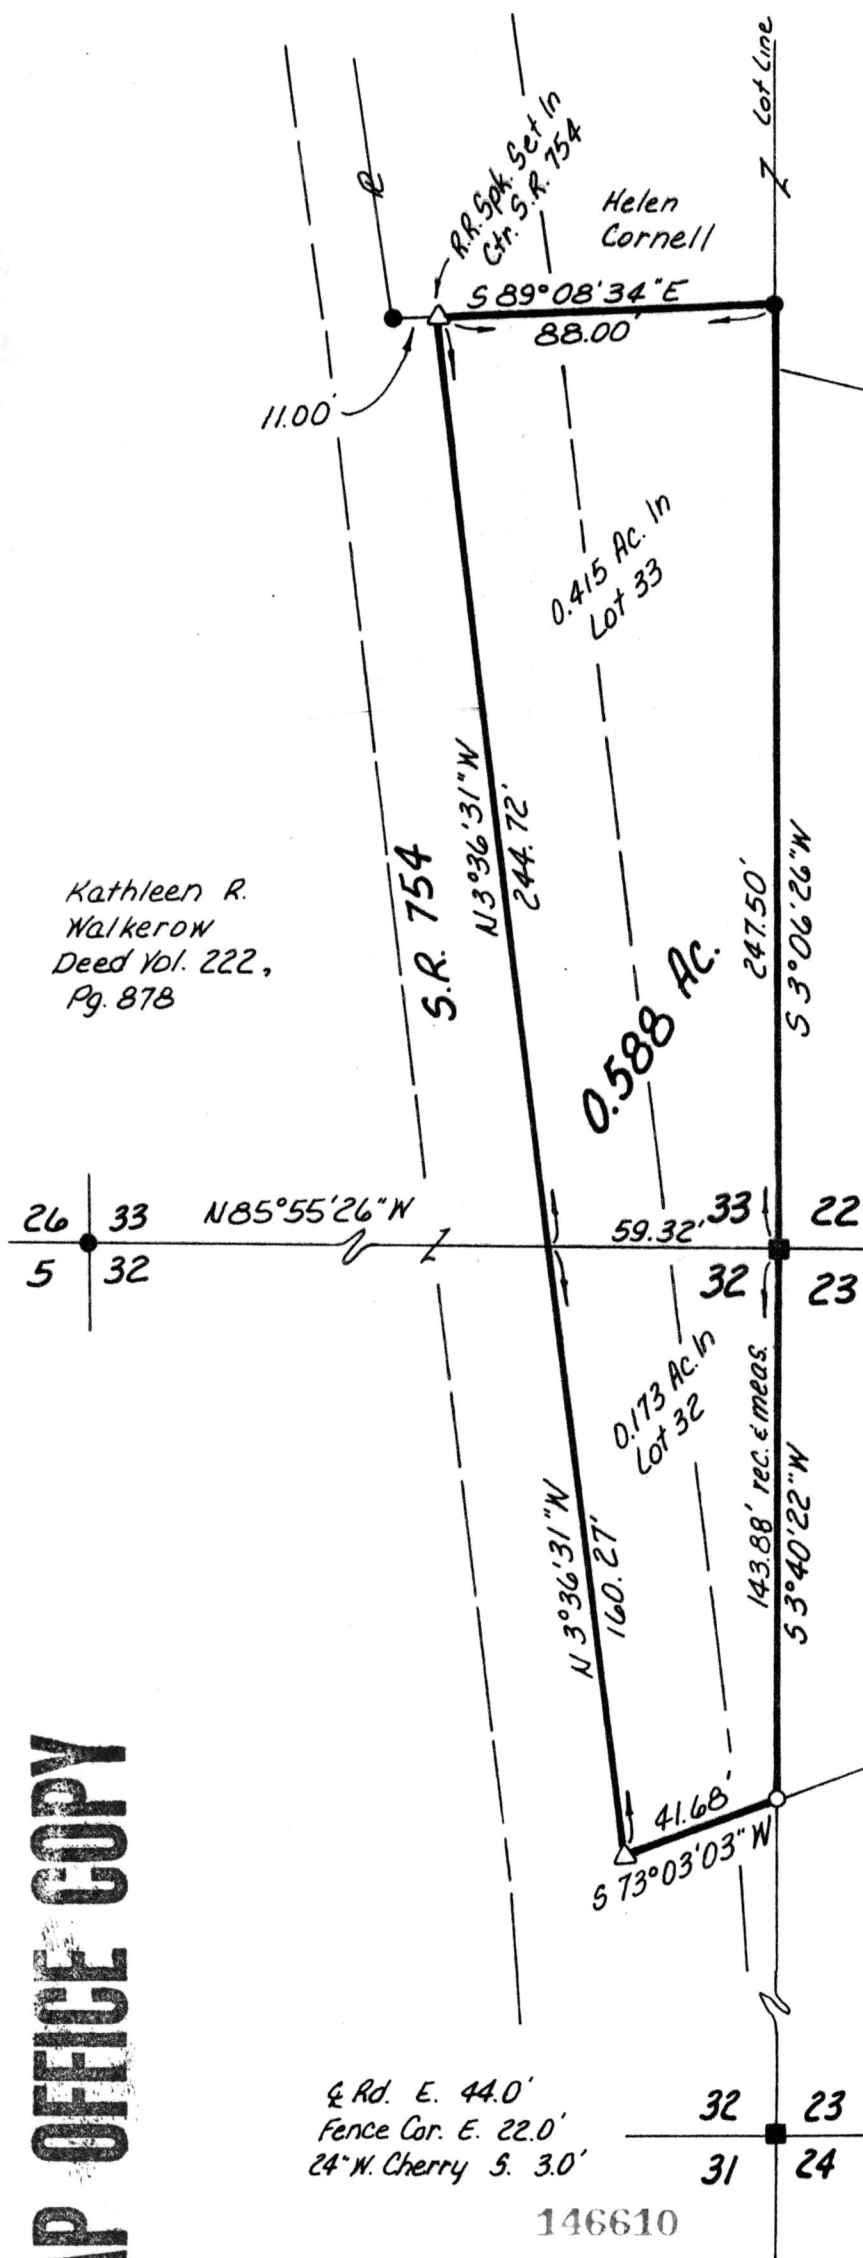 Lot Line
R
Z
R.R. Spk. Set In
Ctr. S.R. 754
Helen
Cornell
S 89°08'34"E
88.00'
11.00'
0.415 Ac. In
Lot 33
N 3°36'31"W
244.72'
S.R. 754
247.50'
S 3°06'26"W
Kathleen R.
Walkerow
Deed Vol. 222,
Pg. 878
0.588 Ac.
26 33
N 85°55'26"W
59.32'
33 22
5 32
Z
32 23
0.173 Ac. In
Lot 32
143.88' rec. & meas.
S 3°40'22"W
N 3°36'31"W
160.27'
41.68'
S 73°03'03"W
AP OFFICE COPY
℄ Rd. E. 44.0'
Fence Cor. E. 22.0'
24" W. Cherry S. 3.0'
32 23
31 24
146610